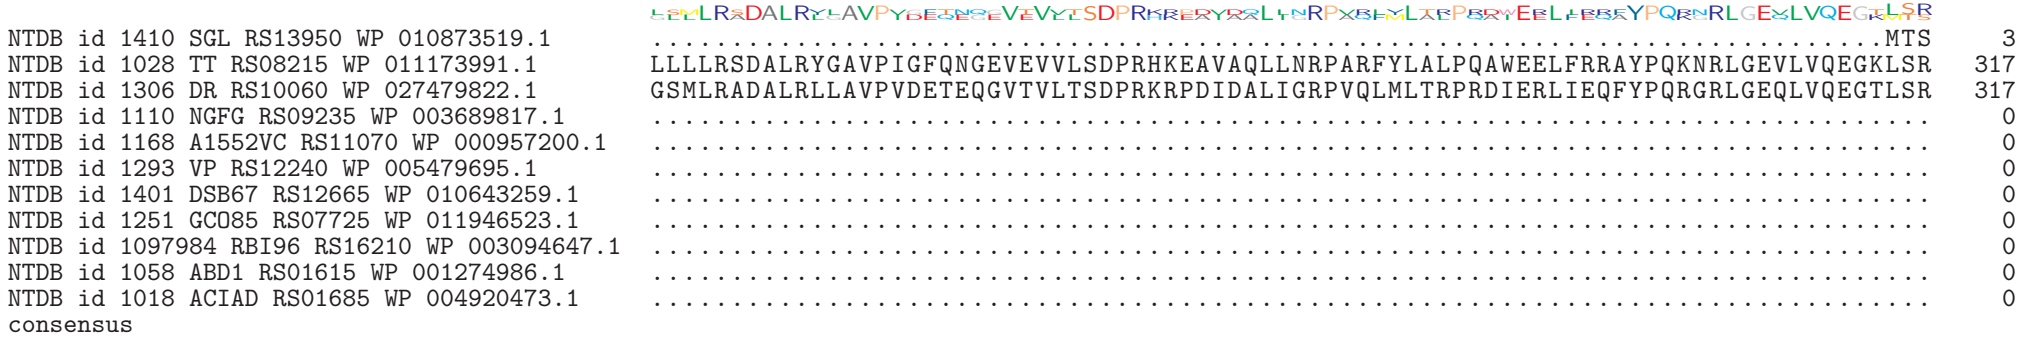 NTDB id 1410 SGL RS13950 WP 010873519.1 .............................................................................MTS 3
NTDB id 1028 TT RS08215 WP 011173991.1 LLLLRSDALRYGAVPIGFQNGEVEVVLSDPRHKEAVAQLLNRPARFYLALPQAWEELFRRAYPQKNRLGEVLVQEGKLSR 317
NTDB id 1306 DR RS10060 WP 027479822.1 GSMLRADALRLLAVPVDETEQGVTVLTSDPRKRPDIDALIGRPVQLMLTRPRDIERLIEQFYPQRGRLGEQLVQEGTLSR 317
NTDB id 1110 NGFG RS09235 WP 003689817.1 ................................................................................ 0
NTDB id 1168 A1552VC RS11070 WP 000957200.1 ................................................................................ 0
NTDB id 1293 VP RS12240 WP 005479695.1 ................................................................................ 0
NTDB id 1401 DSB67 RS12665 WP 010643259.1 ................................................................................ 0
NTDB id 1251 GCU85 RS07725 WP 011946523.1 ................................................................................ 0
NTDB id 1097984 RBI96 RS16210 WP 003094647.1 ................................................................................ 0
NTDB id 1058 ABD1 RS01615 WP 001274986.1 ................................................................................ 0
NTDB id 1018 ACIAD RS01685 WP 004920473.1 ................................................................................ 0
consensus